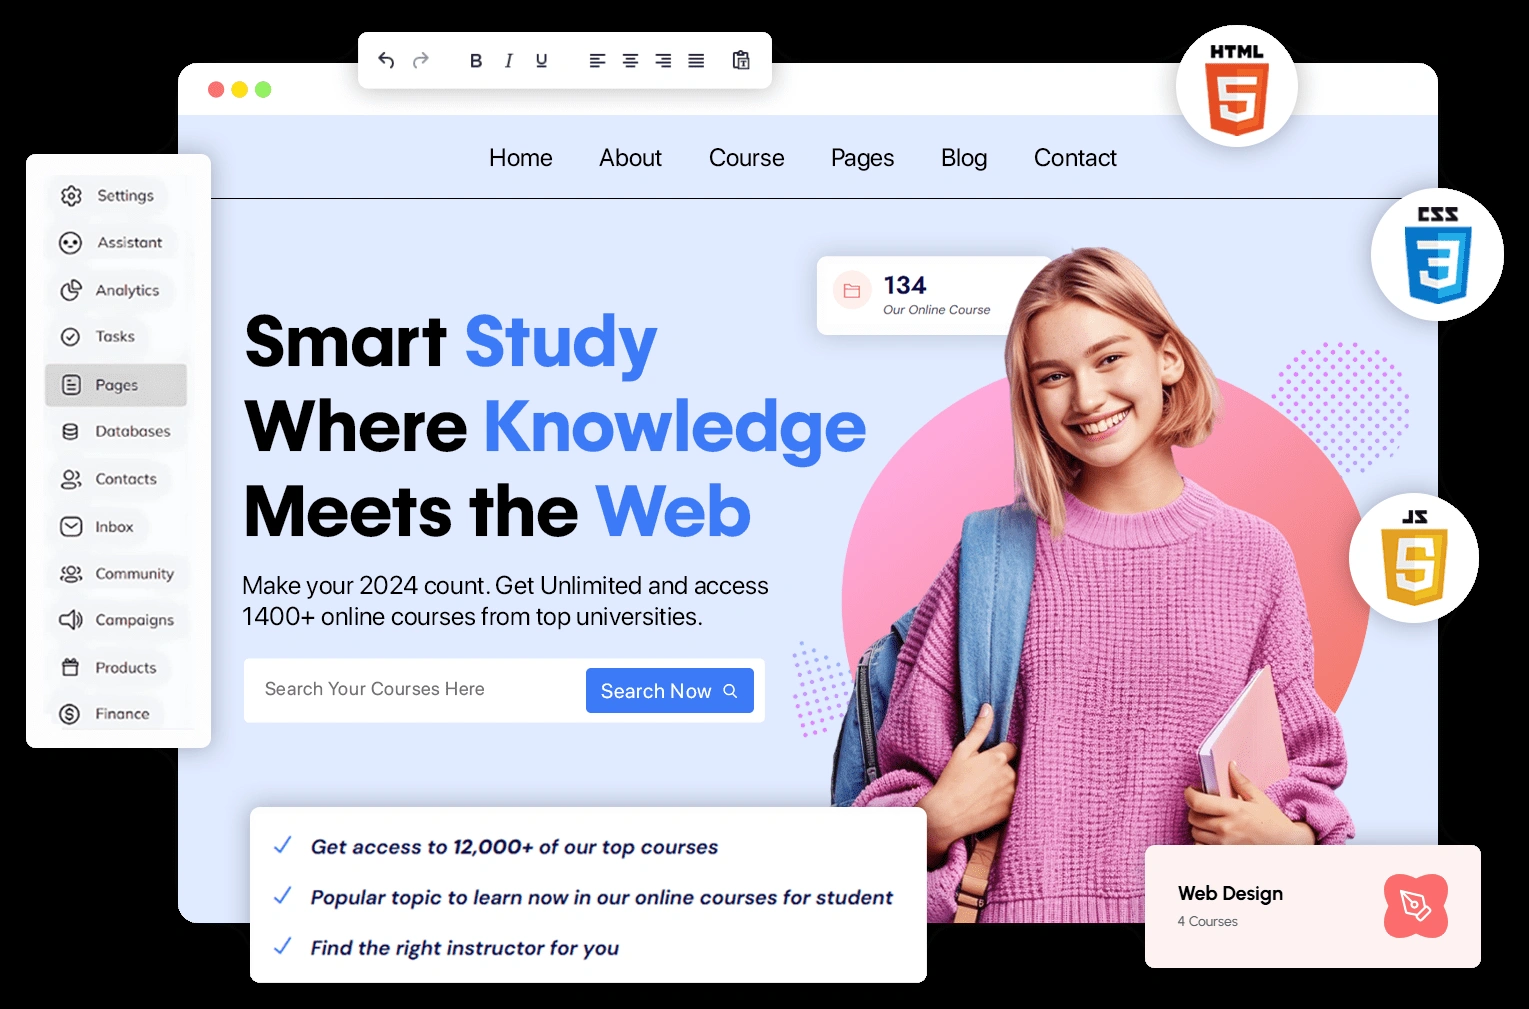 B I U
HTML
5
Home About Course Pages Blog Contact
CSS
3
Settings
Assistant
Analytics
Tasks
Pages
Databases
Contacts
Inbox
Community
Campaigns
Products
Finance
134
Our Online Course
Smart Study
Where Knowledge
Meets the Web
JS
5
Make your 2024 count. Get Unlimited and access
1400+ online courses from top universities.
Search Your Courses Here
Search Now
Get access to 12,000+ of our top courses
Popular topic to learn now in our online courses for student
Find the right instructor for you
Web Design
4 Courses